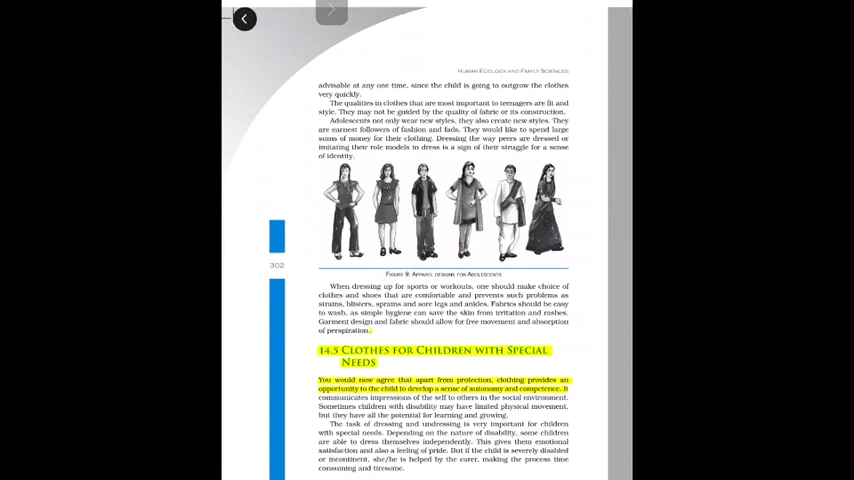 HUMAN ECOLOGY AND FAMILY SCIENCES
advisable at any one time, since the child is going to outgrow the clothes
very quickly.
The qualities in clothes that are most important to teenagers are fit and
style. They may not be guided by the quality of fabric or its construction.
Adolescents not only wear new styles, they also create new styles. They
are earnest followers of fashion and fads. They would like to spend large
sums of money for their clothing. Dressing the way peers are dressed or
imitating their role models in dress is a sign of their struggle for a sense
of identity.
302
FIGURE 9: APPAREL DESIGNS FOR ADOLESCENTS
When dressing up for sports or workouts, one should make choice of
clothes and shoes that are comfortable and prevents such problems as
strains, blisters, sprains and sore legs and ankles. Fabrics should be easy
to wash, as simple hygiene can save the skin from irritation and rashes.
Garment design and fabric should allow for free movement and absorption
of perspiration.
14.5 CLOTHES FOR CHILDREN WITH SPECIAL
NEEDS
You would now agree that apart from protection, clothing provides an
opportunity to the child to develop a sense of autonomy and competence. It
communicates impressions of the self to others in the social environment.
Sometimes children with disability may have limited physical movement,
but they have all the potential for learning and growing.
The task of dressing and undressing is very important for children
with special needs. Depending on the nature of disability, some children
are able to dress themselves independently. This gives them emotional
satisfaction and also a feeling of pride. But if the child is severely disabled
or incontinent, she/he is helped by the carer, making the process time
consuming and tiresome.